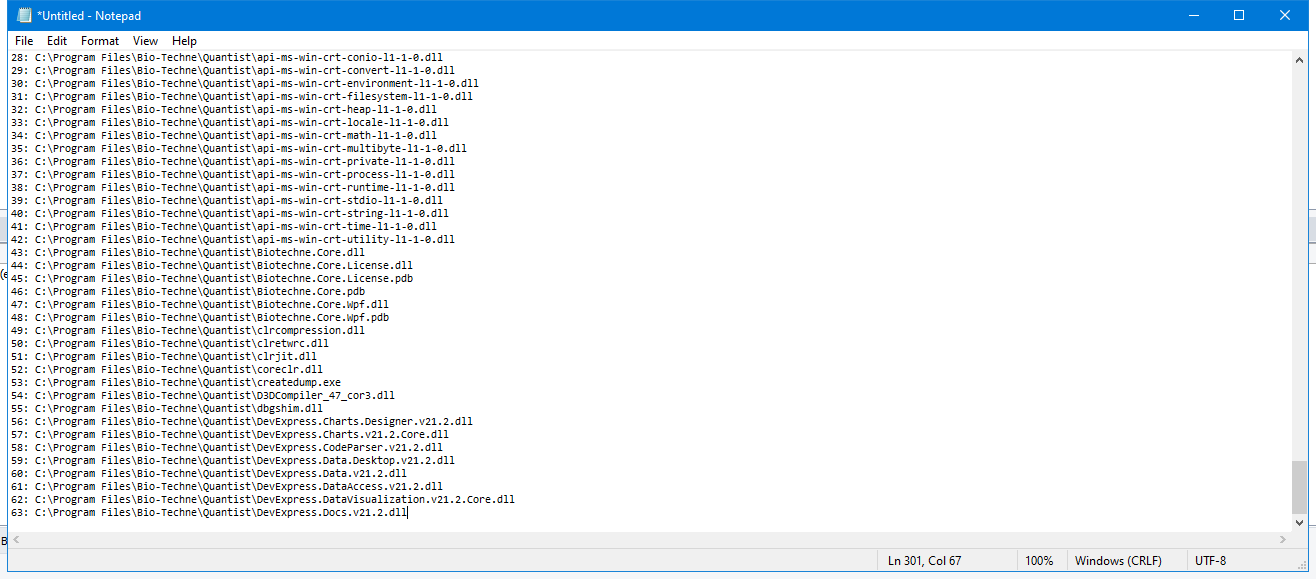 *Untitled - Notepad
File Edit Format View Help
28: C:\Program Files\Bio-Techne\Quantist\api-ms-win-crt-conio-l1-1-0.dll
29: C:\Program Files\Bio-Techne\Quantist\api-ms-win-crt-convert-l1-1-0.dll
30: C:\Program Files\Bio-Techne\Quantist\api-ms-win-crt-environment-l1-1-0.dll
31: C:\Program Files\Bio-Techne\Quantist\api-ms-win-crt-filesystem-l1-1-0.dll
32: C:\Program Files\Bio-Techne\Quantist\api-ms-win-crt-heap-l1-1-0.dll
33: C:\Program Files\Bio-Techne\Quantist\api-ms-win-crt-locale-l1-1-0.dll
34: C:\Program Files\Bio-Techne\Quantist\api-ms-win-crt-math-l1-1-0.dll
35: C:\Program Files\Bio-Techne\Quantist\api-ms-win-crt-multibyte-l1-1-0.dll
36: C:\Program Files\Bio-Techne\Quantist\api-ms-win-crt-private-l1-1-0.dll
37: C:\Program Files\Bio-Techne\Quantist\api-ms-win-crt-process-l1-1-0.dll
38: C:\Program Files\Bio-Techne\Quantist\api-ms-win-crt-runtime-l1-1-0.dll
39: C:\Program Files\Bio-Techne\Quantist\api-ms-win-crt-stdio-l1-1-0.dll
40: C:\Program Files\Bio-Techne\Quantist\api-ms-win-crt-string-l1-1-0.dll
41: C:\Program Files\Bio-Techne\Quantist\api-ms-win-crt-time-l1-1-0.dll
42: C:\Program Files\Bio-Techne\Quantist\api-ms-win-crt-utility-l1-1-0.dll
43: C:\Program Files\Bio-Techne\Quantist\Biotechne.Core.dll
44: C:\Program Files\Bio-Techne\Quantist\Biotechne.Core.License.dll
45: C:\Program Files\Bio-Techne\Quantist\Biotechne.Core.License.pdb
46: C:\Program Files\Bio-Techne\Quantist\Biotechne.Core.pdb
47: C:\Program Files\Bio-Techne\Quantist\Biotechne.Core.Wpf.dll
48: C:\Program Files\Bio-Techne\Quantist\Biotechne.Core.Wpf.pdb
49: C:\Program Files\Bio-Techne\Quantist\clrcompression.dll
50: C:\Program Files\Bio-Techne\Quantist\clretwrc.dll
51: C:\Program Files\Bio-Techne\Quantist\clrjit.dll
52: C:\Program Files\Bio-Techne\Quantist\coreclr.dll
53: C:\Program Files\Bio-Techne\Quantist\createdump.exe
54: C:\Program Files\Bio-Techne\Quantist\D3DCompiler_47_cor3.dll
55: C:\Program Files\Bio-Techne\Quantist\dbgshim.dll
56: C:\Program Files\Bio-Techne\Quantist\DevExpress.Charts.Designer.v21.2.dll
57: C:\Program Files\Bio-Techne\Quantist\DevExpress.Charts.v21.2.Core.dll
58: C:\Program Files\Bio-Techne\Quantist\DevExpress.CodeParser.v21.2.dll
59: C:\Program Files\Bio-Techne\Quantist\DevExpress.Data.Desktop.v21.2.dll
60: C:\Program Files\Bio-Techne\Quantist\DevExpress.Data.v21.2.dll
61: C:\Program Files\Bio-Techne\Quantist\DevExpress.DataAccess.v21.2.dll
62: C:\Program Files\Bio-Techne\Quantist\DevExpress.DataVisualization.v21.2.Core.dll
63: C:\Program Files\Bio-Techne\Quantist\DevExpress.Docs.v21.2.dll
Ln 301, Col 67 100% Windows (CRLF) UTF-8